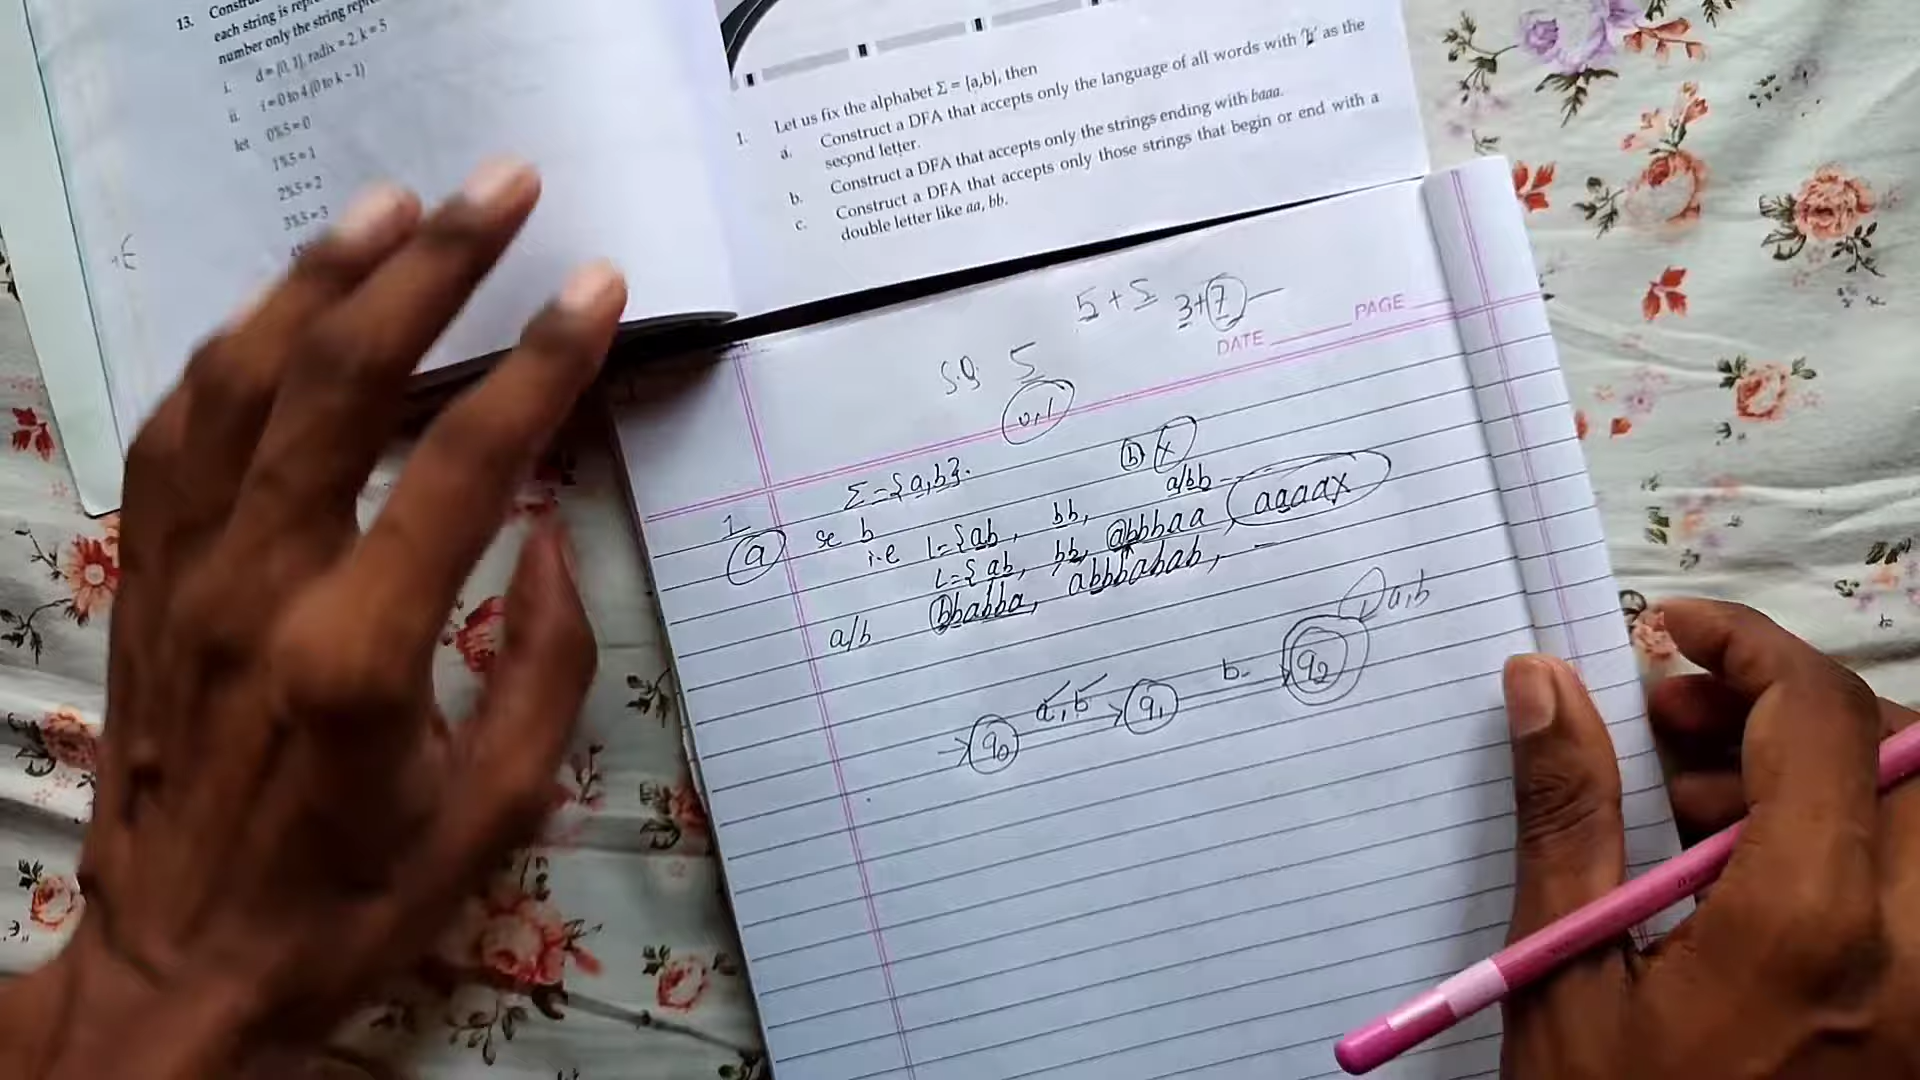 13.
each string is
number only the string
i. d = {0, 1}, radix = 2, k = 5
ii. i = 0 to 4 (0 to k – 1)
let 0%5=0
1%5=1
2%5=2
3%5=3
1. Let us fix the alphabet Σ = {a,b}, then
a. Construct a DFA that accepts only the language of all words with 'b' as the
second letter.
b. Construct a DFA that accepts only the strings ending with baaa.
c. Construct a DFA that accepts only those strings that begin or end with a
double letter like aa, bb.
5 + 5 3+7 –
PAGE
DATE
S.Q 5
0,1
Σ = {a,b}.
b x
1
a/bb –
a se b
i.e L={ab, bb,
L={ab, bb, abbbaa, aaaax
a/b bbabba, abbbabab, –
a,b
q0 a,b q1 b q2